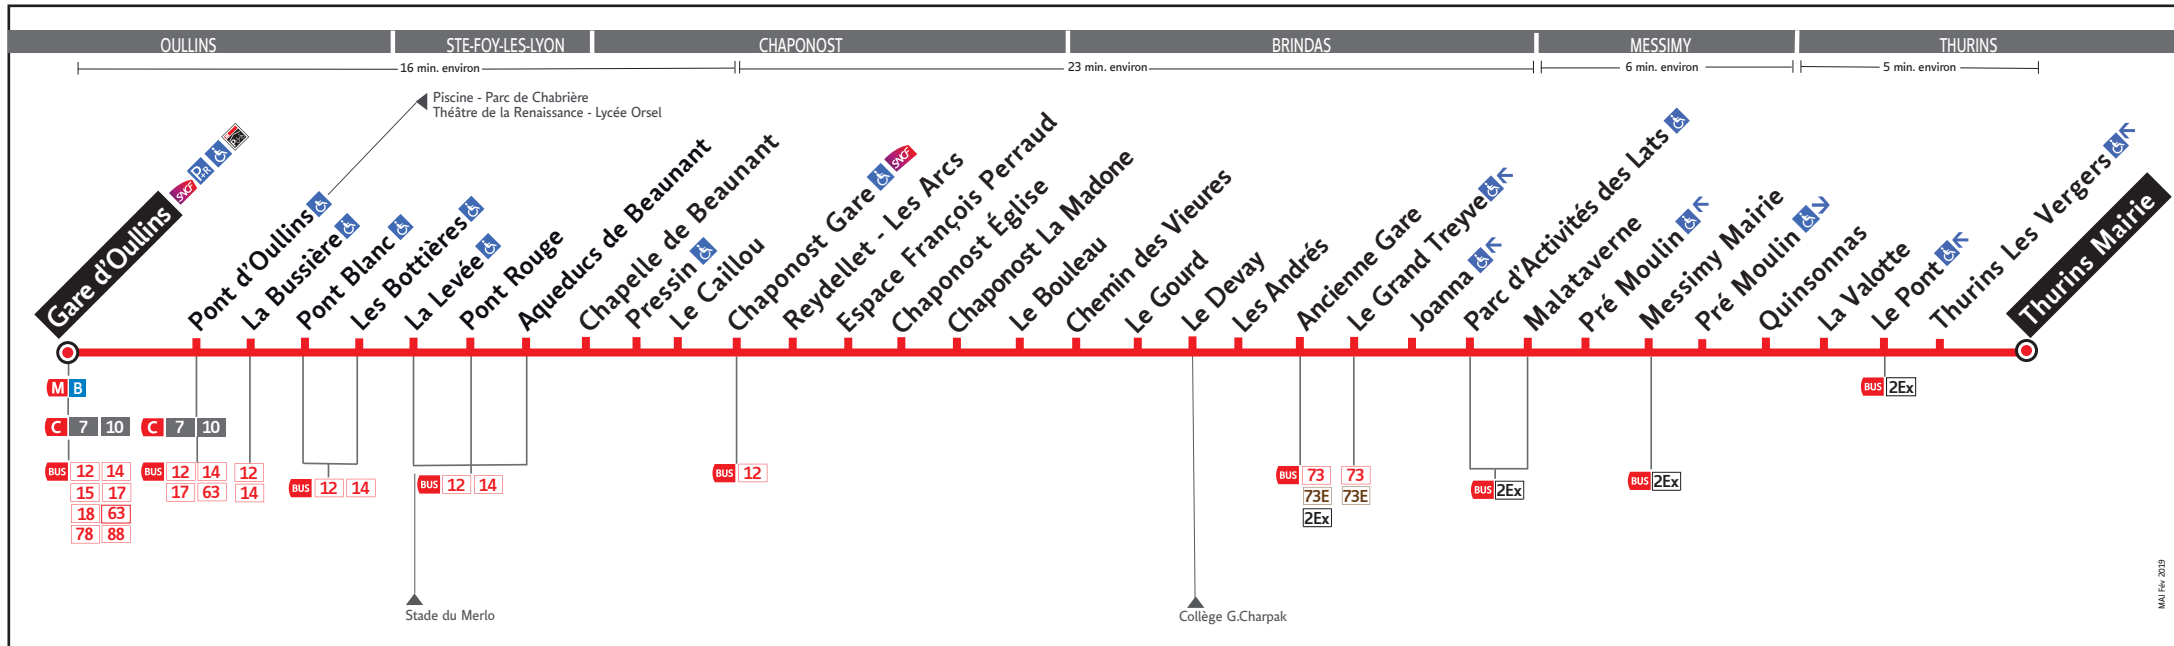 OULLINS
STE-FOY-LES-LYON
CHAPONOST
BRINDAS
MESSIMY
THURINS
16 min. environ
23 min. environ
6 min. environ
5 min. environ
Piscine - Parc de Chabrière
Théâtre de la Renaissance - Lycée Orsel
Gare d'Oullins SNCF P+R
Pont d'Oullins
La Bussière
Pont Blanc
Les Bottières
La Levée
Pont Rouge
Aqueducs de Beaunant
Chapelle de Beaunant
Pressin
Le Caillou
Chaponost Gare SNCF
Reydellet - Les Arcs
Espace François Perraud
Chaponost Église
Chaponost La Madone
Le Bouleau
Chemin des Vieures
Le Gourd
Le Devay
Les Andrés
Ancienne Gare
Le Grand Treyve
Joanna
Parc d'Activités des Lats
Malataverne
Pré Moulin
Messimy Mairie
Pré Moulin
Quinsonnas
La Valotte
Le Pont
Thurins Les Vergers
Thurins Mairie
M B
C 7 10
BUS 12 14
15 17
18 63
78 88
C 7 10
BUS 12 14
17 63
12
14
BUS 12 14
BUS 12 14
BUS 12
BUS 73
73E
2Ex
73
73E
BUS 2Ex
BUS 2Ex
BUS 2Ex
Stade du Merlo
Collège G.Charpak
MAJ Fév 2019